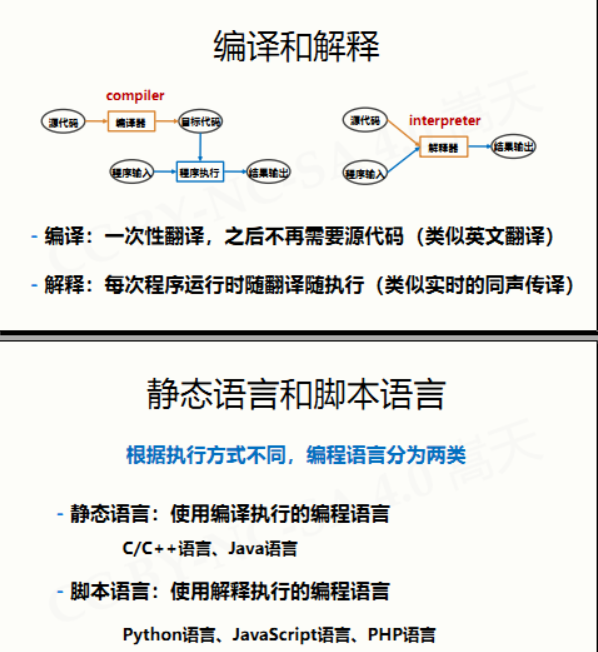 编译和解释
compiler
源代码 编译器 目标代码
程序输入 程序执行 结果输出
源代码 interpreter
解释器 结果输出
程序输入
- 编译：一次性翻译，之后不再需要源代码（类似英文翻译）
- 解释：每次程序运行时随翻译随执行（类似实时的同声传译）
CC BY-NC-SA 4.0 嵩天
静态语言和脚本语言
根据执行方式不同，编程语言分为两类
- 静态语言：使用编译执行的编程语言
C/C++语言、Java语言
- 脚本语言：使用解释执行的编程语言
Python语言、JavaScript语言、PHP语言
CC BY-NC-SA 4.0 嵩天